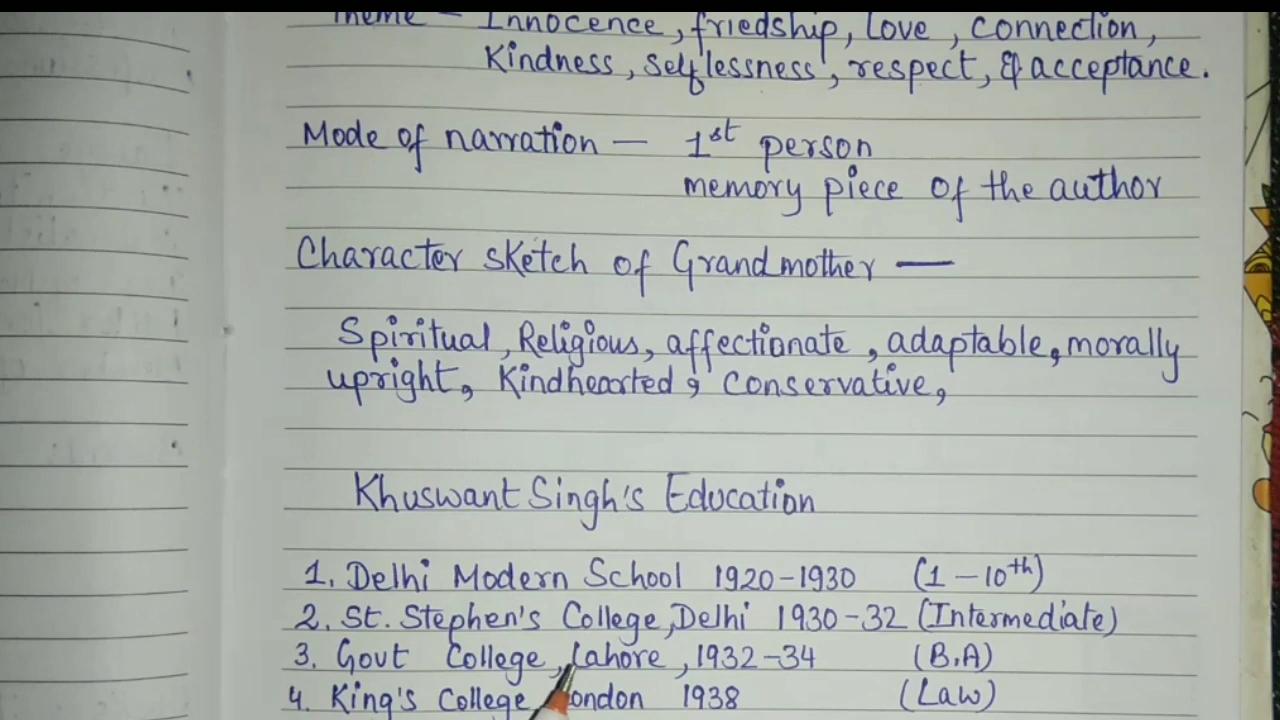 Theme – Innocence, friedship, love, connection,
Kindness, selflessness, respect, & acceptance.
Mode of narration — 1st person
memory piece of the author
Character sketch of Grandmother —
Spiritual, Religious, affectionate, adaptable, morally
upright, Kindhearted, conservative,
Khuswant Singh's Education
1. Delhi Modern School 1920-1930 (1-10th)
2. St. Stephen's College, Delhi 1930-32 (Intermediate)
3. Govt College, Lahore, 1932-34 (B.A)
4. King's College, London 1938 (Law)